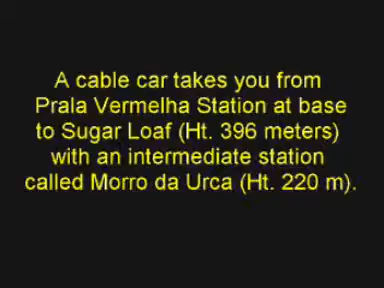 A cable car takes you from
Prala Vermelha Station at base
to Sugar Loaf (Ht. 396 meters)
with an intermediate station
called Morro da Urca (Ht. 220 m).